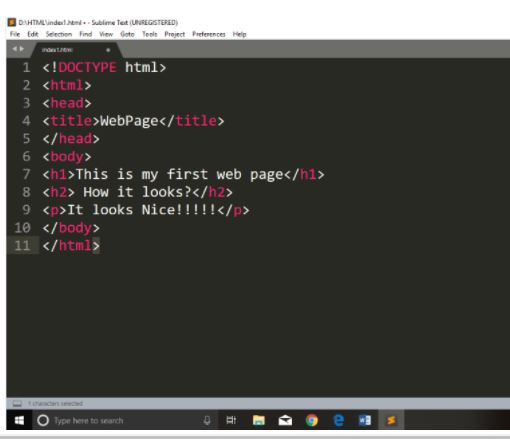 D:\HTML\index1.html • - Sublime Text (UNREGISTERED)
File Edit Selection Find View Goto Tools Project Preferences Help
index1.html
1 <!DOCTYPE html>
2 <html>
3 <head>
4 <title>WebPage</title>
5 </head>
6 <body>
7 <h1>This is my first web page</h1>
8 <h2> How it looks?</h2>
9 <p>It looks Nice!!!!!</p>
10 </body>
11 </html>
1 characters selected
Type here to search